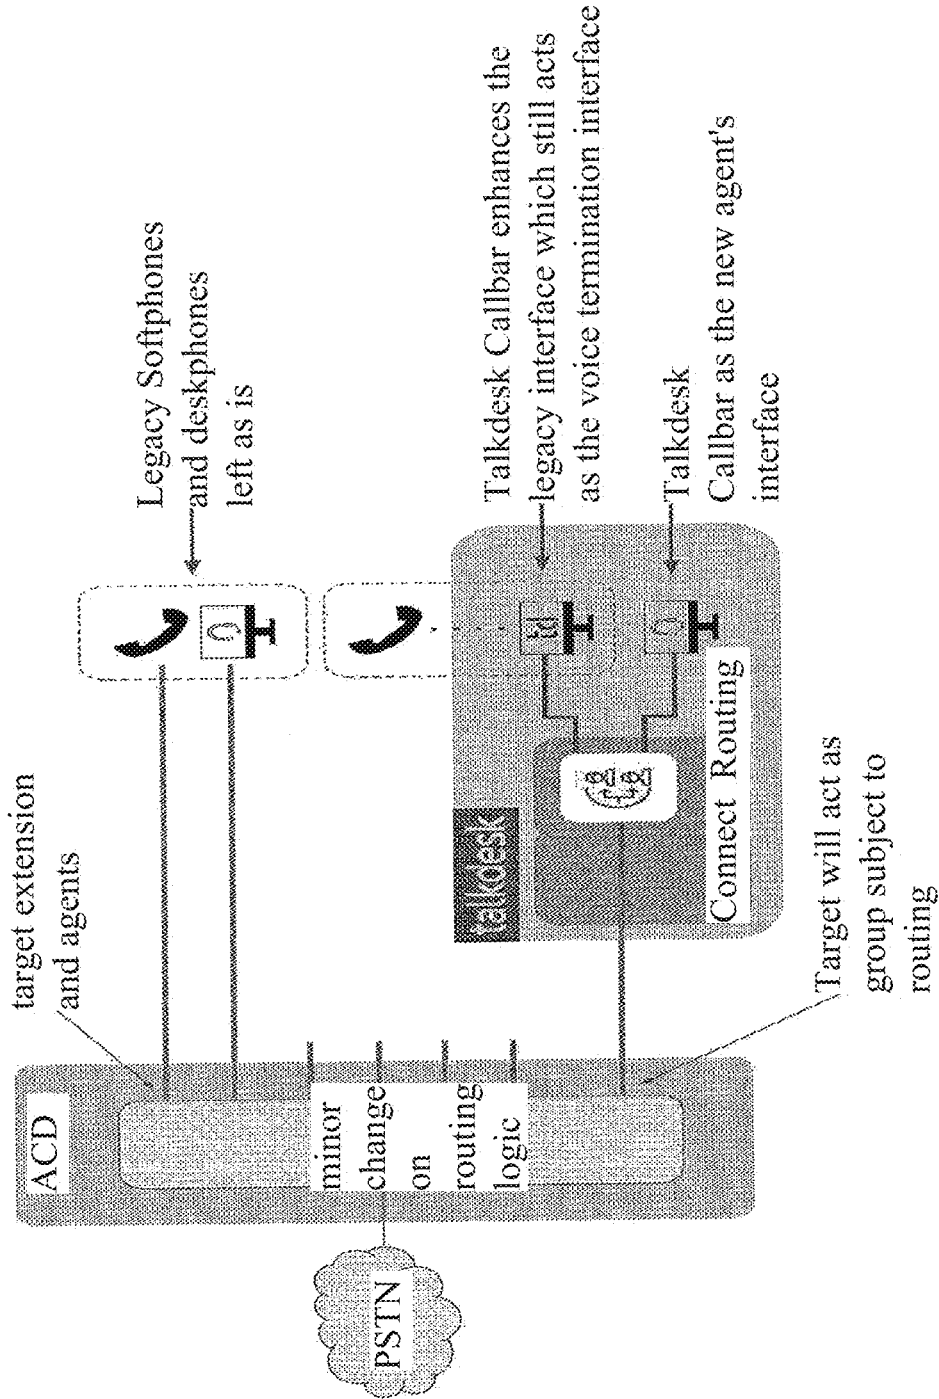 target extension
and agents
ACD
PSTN
minor
change
on
routing
logic
Legacy Softphones
and deskphones
left as is
talkdesk
td
Connect Routing
Talkdesk Callbar enhances the
legacy interface which still acts
as the voice termination interface
Talkdesk
Callbar as the new agent's
interface
Target will act as
group subject to
routing